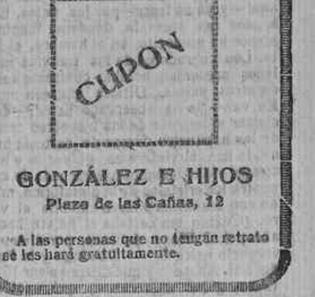 CUPON
GONZÁLEZ E HIJOS
Plaza de las Cañas, 12
A las personas que no tengan retrato
se les hará gratuitamente.